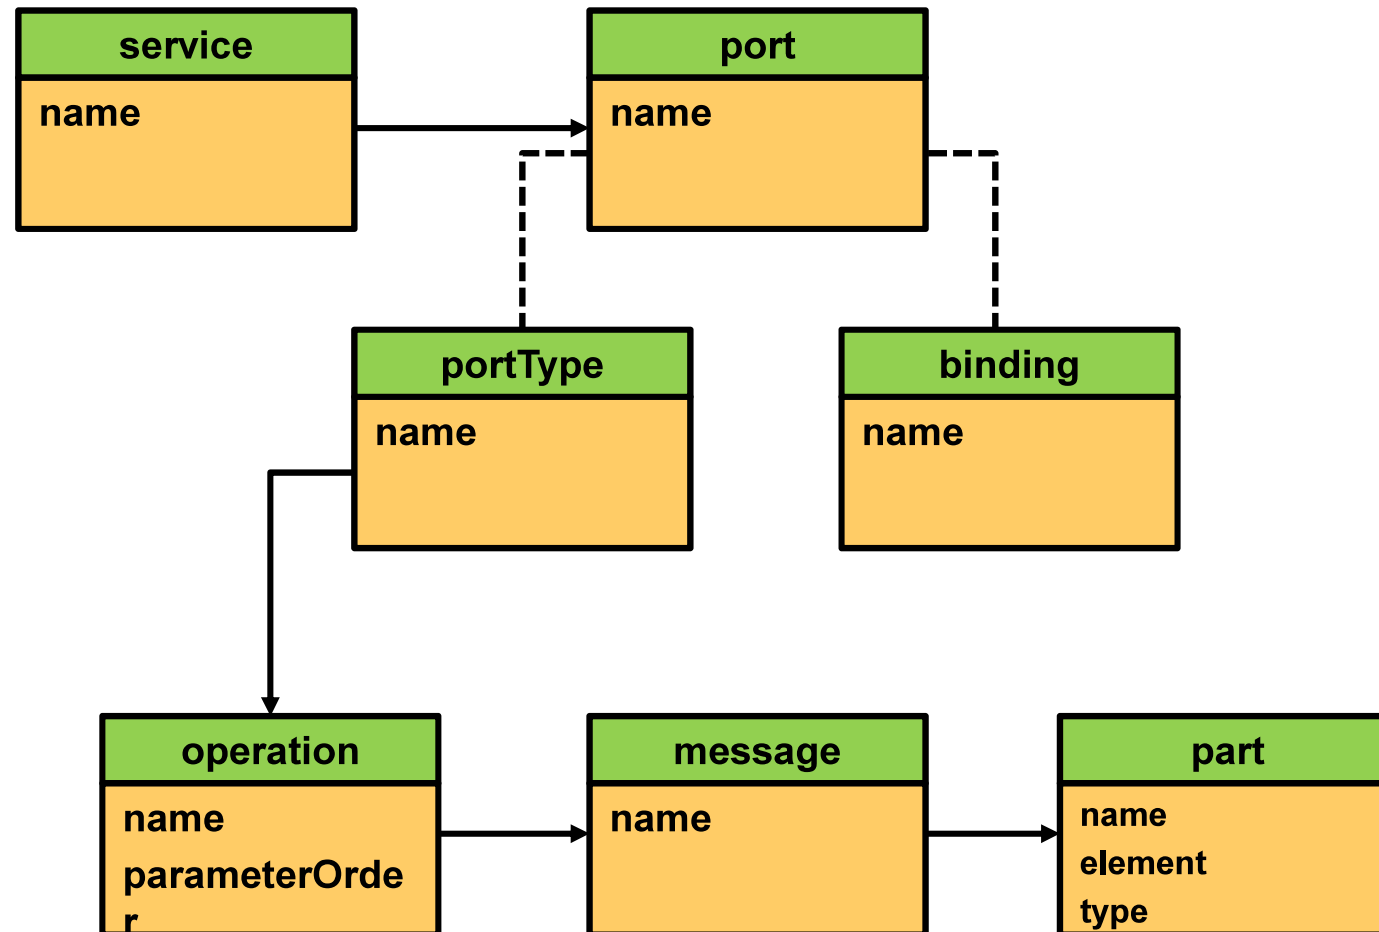 service
name
port
name
portType
name
binding
name
operation
name
parameterOrde
r
message
name
part
name
element
type